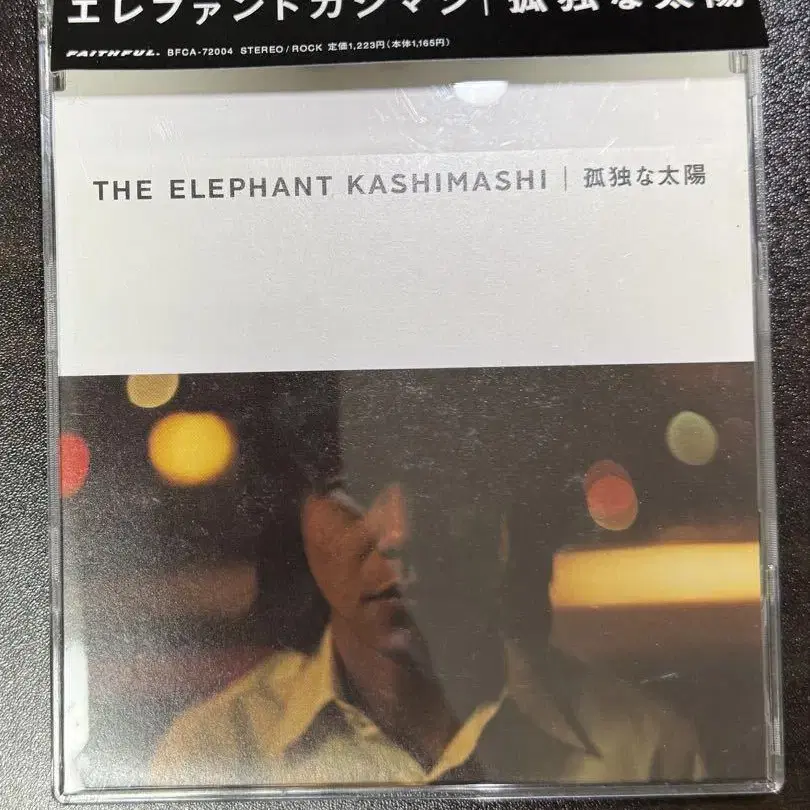 エレファントカシマシ | 孤独な太陽
FAITHFUL. BFCA-72004 STEREO/ROCK 定価1,223円(本体1,165円)
THE ELEPHANT KASHIMASHI | 孤独な太陽